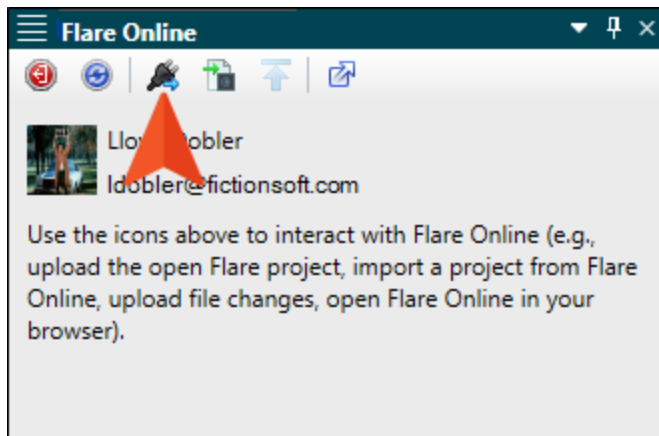 Flare Online
ldobler@fictionsoft.com
Use the icons above to interact with Flare Online (e.g.,
upload the open Flare project, import a project from Flare
Online, upload file changes, open Flare Online in your
browser).